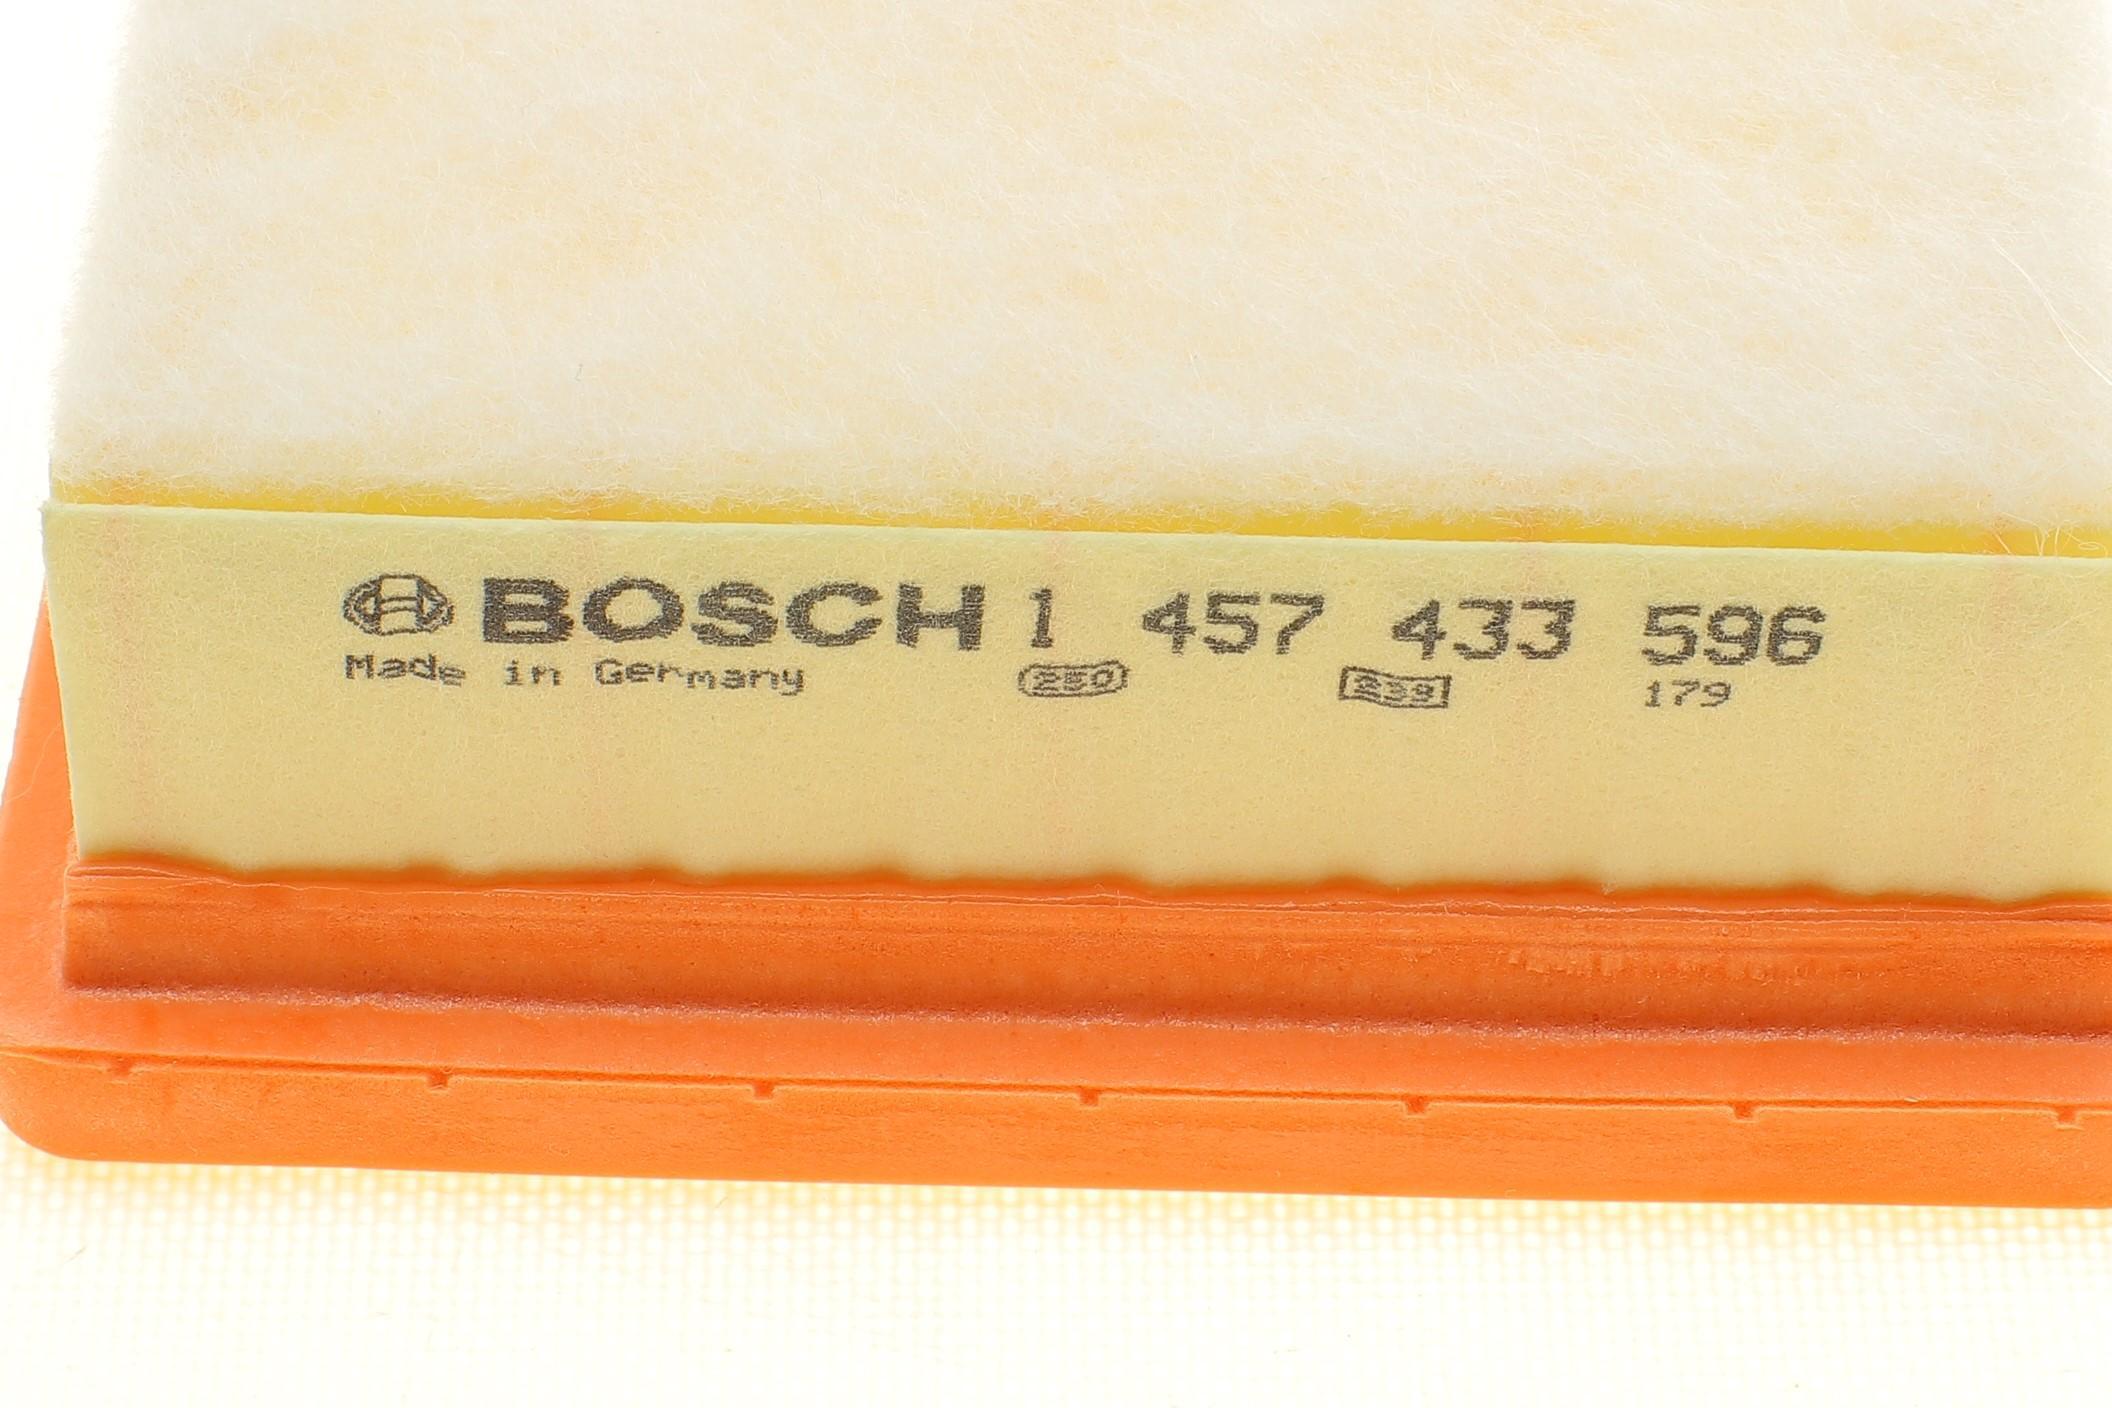 BOSCH 1 457 433 596
Made in Germany 250 239 179